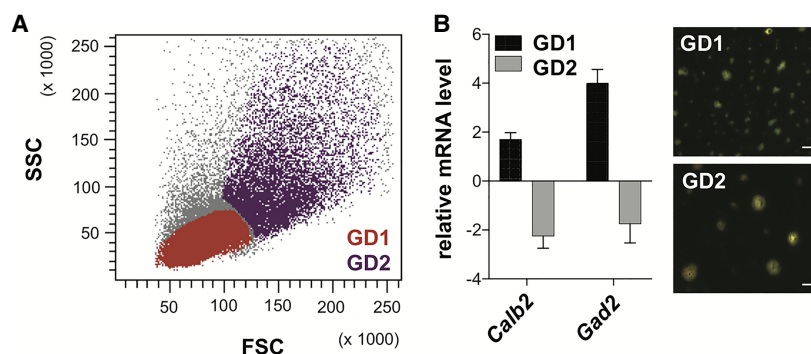 A
SSC
(x 1000)
250
200
150
100
50
50 100 150 200 250
FSC
(x 1000)
GD1
GD2
B
relative mRNA level
6
4
2
0
-2
-4
GD1
GD2
Calb2
Gad2
GD1
GD2